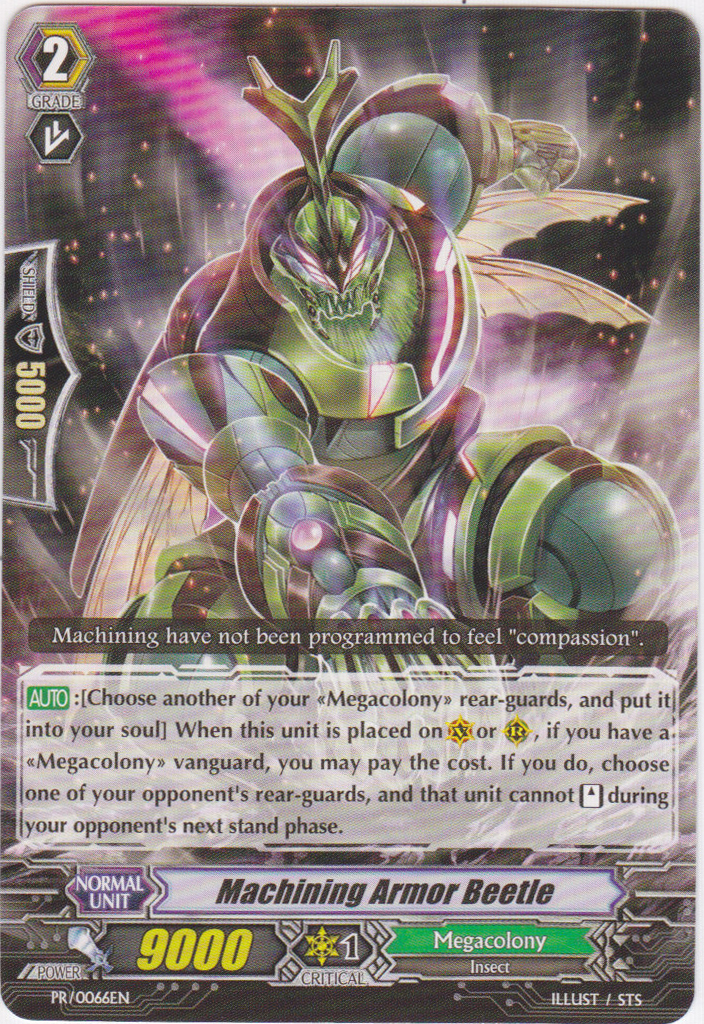 2
GRADE
SHIELD
5000
Machining have not been programmed to feel "compassion".
AUTO :[Choose another of your «Megacolony» rear-guards, and put it
into your soul] When this unit is placed on V or R, if you have a
«Megacolony» vanguard, you may pay the cost. If you do, choose
one of your opponent's rear-guards, and that unit cannot during
your opponent's next stand phase.
NORMAL
UNIT
Machining Armor Beetle
POWER
9000
1
CRITICAL
Megacolony
Insect
PR/0066EN
ILLUST / STS